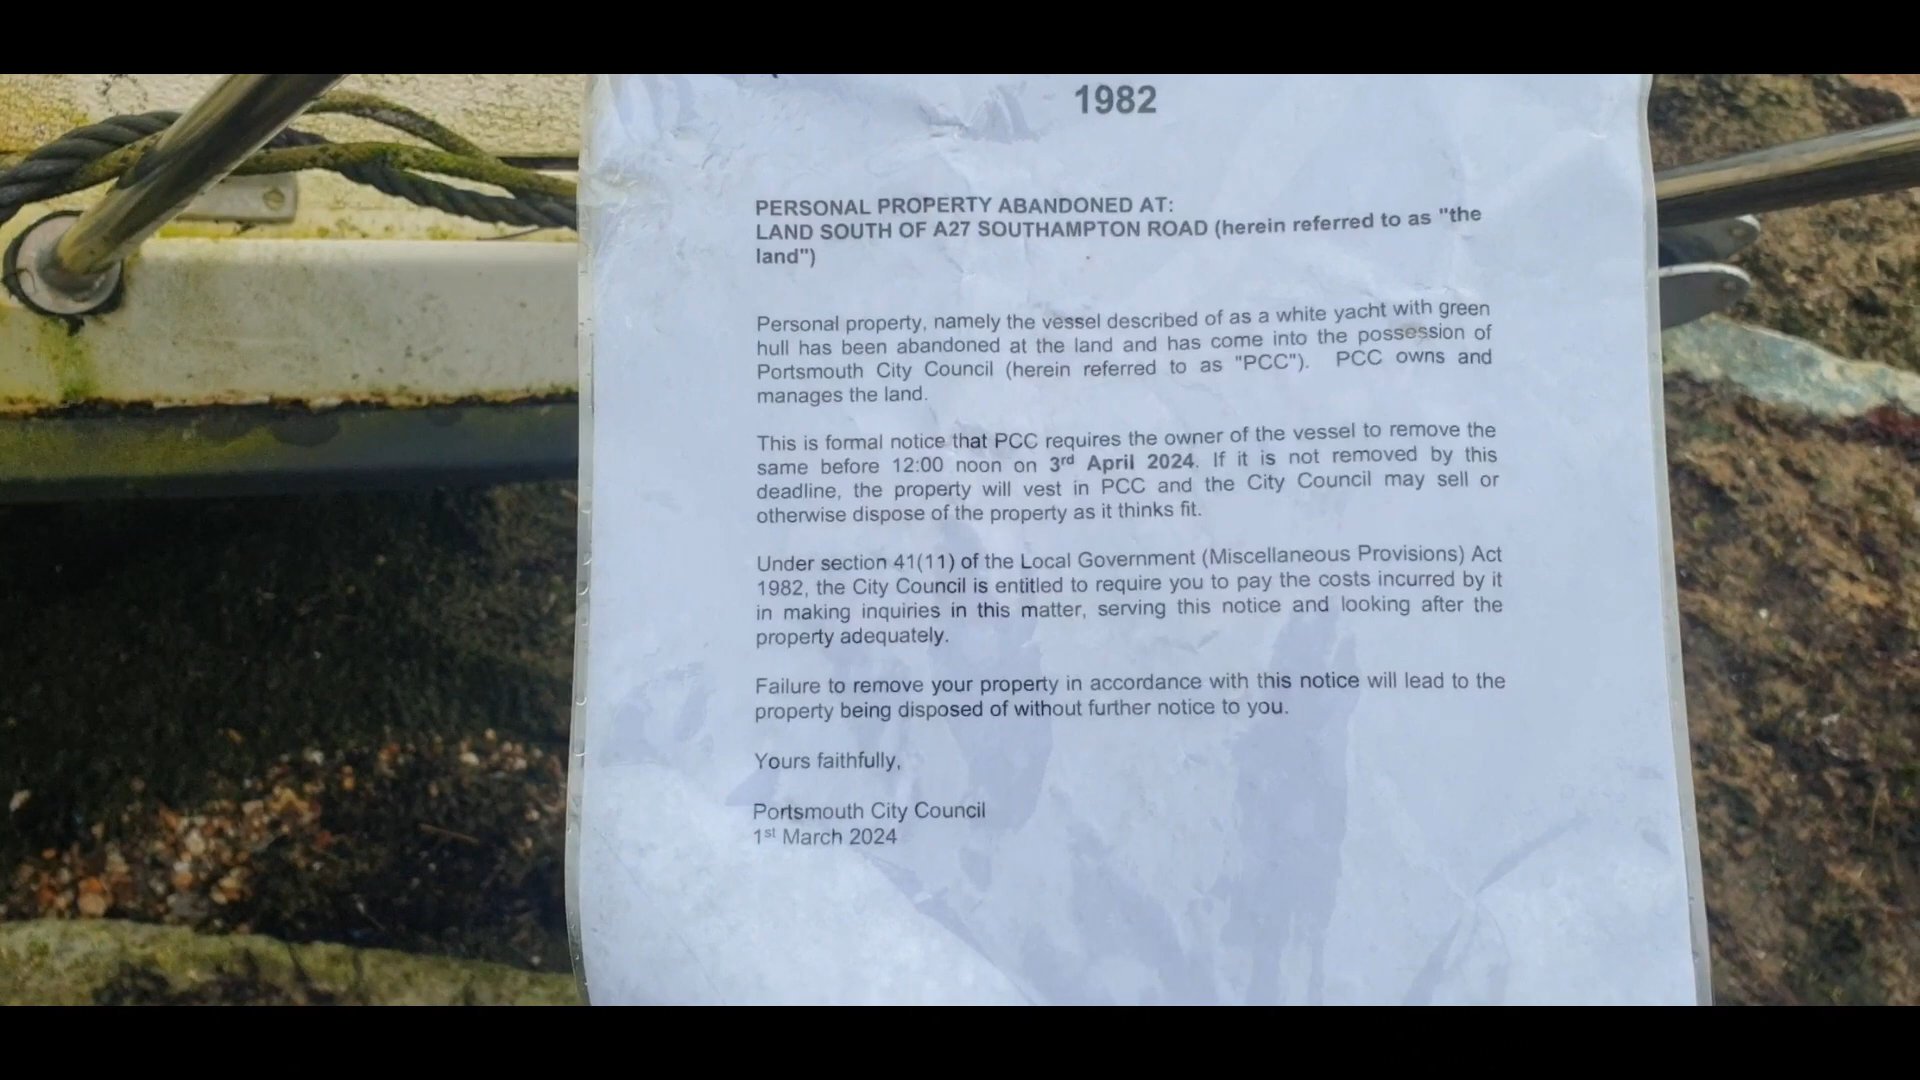 1982
PERSONAL PROPERTY ABANDONED AT:
LAND SOUTH OF A27 SOUTHAMPTON ROAD (herein referred to as "the
land")
Personal property, namely the vessel described of as a white yacht with green
hull has been abandoned at the land and has come into the possession of
Portsmouth City Council (herein referred to as "PCC"). PCC owns and
manages the land.
This is formal notice that PCC requires the owner of the vessel to remove the
same before 12:00 noon on 3rd April 2024. If it is not removed by this
deadline, the property will vest in PCC and the City Council may sell or
otherwise dispose of the property as it thinks fit.
Under section 41(11) of the Local Government (Miscellaneous Provisions) Act
1982, the City Council is entitled to require you to pay the costs incurred by it
in making inquiries in this matter, serving this notice and looking after the
property adequately.
Failure to remove your property in accordance with this notice will lead to the
property being disposed of without further notice to you.
Yours faithfully,
Portsmouth City Council
1st March 2024